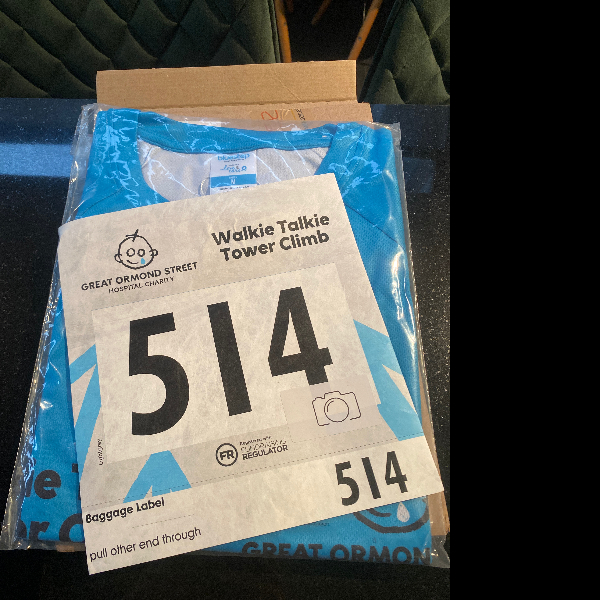 Walkie Talkie
Tower Climb
GREAT ORMOND STREET
HOSPITAL CHARITY
514
FR
REGULATOR
514
Baggage Label
pull other end through
GREAT ORMON